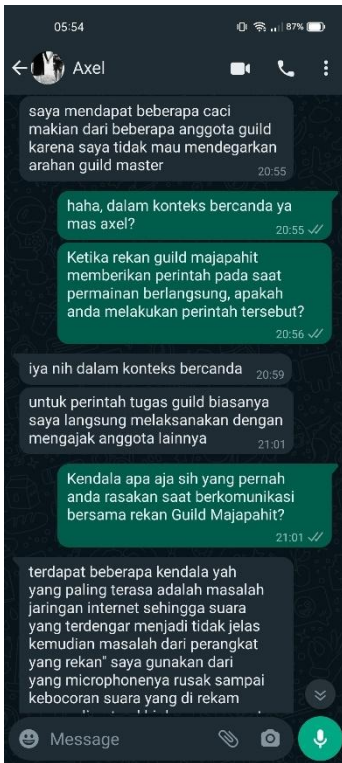 05:54
87%
Axel
saya mendapat beberapa caci
makian dari beberapa anggota guild
karena saya tidak mau mendegarkan
arahan guild master
20:55
haha, dalam konteks bercanda ya
mas axel?
20:55
Ketika rekan guild majapahit
memberikan perintah pada saat
permainan berlangsung, apakah
anda melakukan perintah tersebut?
20:56
iya nih dalam konteks bercanda
20:59
untuk perintah tugas guild biasanya
saya langsung melaksanakan dengan
mengajak anggota lainnya
21:01
Kendala apa aja sih yang pernah
anda rasakan saat berkomunikasi
bersama rekan Guild Majapahit?
21:01
terdapat beberapa kendala yah
yang paling terasa adalah masalah
jaringan internet sehingga suara
yang terdengar menjadi tidak jelas
kemudian masalah dari perangkat
yang rekan" saya gunakan dari
yang microphonenya rusak sampai
kebocoran suara yang di rekam
Message